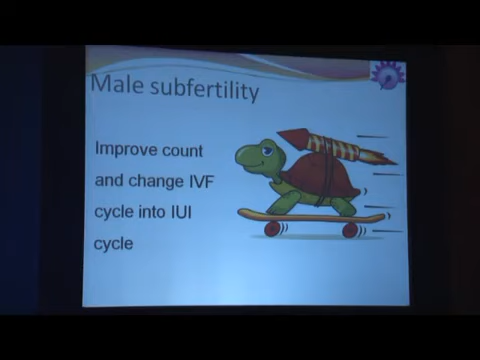 Male subfertility
Improve count
and change IVF
cycle into IUI
cycle